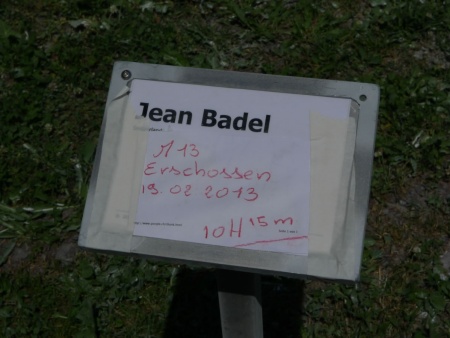 Jean Badel
A 13
Erschossen
19.02 2013
10H 15m